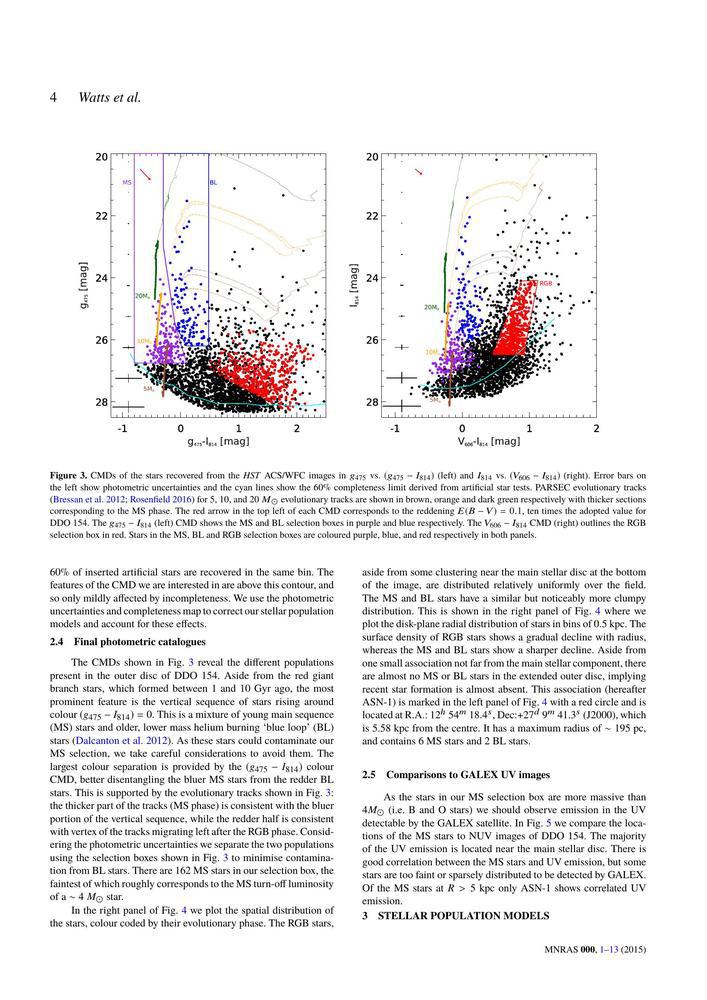 4 Watts et al.
20
22
24
26
28
g475 [mag]
-1 0 1 2
g475-I814 [mag]
MS
BL
20M☉
10M☉
5M☉
20
22
24
26
28
I814 [mag]
-1 0 1 2
V606-I814 [mag]
RGB
20M☉
10M☉
5M☉
Figure 3. CMDs of the stars recovered from the HST ACS/WFC images in g475 vs. (g475 − I814) (left) and I814 vs. (V606 − I814) (right). Error bars on
the left show photometric uncertainties and the cyan lines show the 60% completeness limit derived from artificial star tests. PARSEC evolutionary tracks
(Bressan et al. 2012; Rosenfield 2016) for 5, 10, and 20 M☉ evolutionary tracks are shown in brown, orange and dark green respectively with thicker sections
corresponding to the MS phase. The red arrow in the top left of each CMD corresponds to the reddening E(B − V) = 0.1, ten times the adopted value for
DDO 154. The g475 − I814 (left) CMD shows the MS and BL selection boxes in purple and blue respectively. The V606 − I814 CMD (right) outlines the RGB
selection box in red. Stars in the MS, BL and RGB selection boxes are coloured purple, blue, and red respectively in both panels.
60% of inserted artificial stars are recovered in the same bin. The
features of the CMD we are interested in are above this contour, and
so only mildly affected by incompleteness. We use the photometric
uncertainties and completeness map to correct our stellar population
models and account for these effects.
2.4 Final photometric catalogues
The CMDs shown in Fig. 3 reveal the different populations
present in the outer disc of DDO 154. Aside from the red giant
branch stars, which formed between 1 and 10 Gyr ago, the most
prominent feature is the vertical sequence of stars rising around
colour (g475 − I814) = 0. This is a mixture of young main sequence
(MS) stars and older, lower mass helium burning 'blue loop' (BL)
stars (Dalcanton et al. 2012). As these stars could contaminate our
MS selection, we take careful considerations to avoid them. The
largest colour separation is provided by the (g475 − I814) colour
CMD, better disentangling the bluer MS stars from the redder BL
stars. This is supported by the evolutionary tracks shown in Fig. 3:
the thicker part of the tracks (MS phase) is consistent with the bluer
portion of the vertical sequence, while the redder half is consistent
with vertex of the tracks migrating left after the RGB phase. Consid-
ering the photometric uncertainties we separate the two populations
using the selection boxes shown in Fig. 3 to minimise contamina-
tion from BL stars. There are 162 MS stars in our selection box, the
faintest of which roughly corresponds to the MS turn-off luminosity
of a ~ 4 M☉ star.
In the right panel of Fig. 4 we plot the spatial distribution of
the stars, colour coded by their evolutionary phase. The RGB stars,
aside from some clustering near the main stellar disc at the bottom
of the image, are distributed relatively uniformly over the field.
The MS and BL stars have a similar but noticeably more clumpy
distribution. This is shown in the right panel of Fig. 4 where we
plot the disk-plane radial distribution of stars in bins of 0.5 kpc. The
surface density of RGB stars shows a gradual decline with radius,
whereas the MS and BL stars show a sharper decline. Aside from
one small association not far from the main stellar component, there
are almost no MS or BL stars in the extended outer disc, implying
recent star formation is almost absent. This association (hereafter
ASN-1) is marked in the left panel of Fig. 4 with a red circle and is
located at R.A.: 12h 54m 18.4s, Dec:+27d 9m 41.3s (J2000), which
is 5.58 kpc from the centre. It has a maximum radius of ~ 195 pc,
and contains 6 MS stars and 2 BL stars.
2.5 Comparisons to GALEX UV images
As the stars in our MS selection box are more massive than
4M☉ (i.e. B and O stars) we should observe emission in the UV
detectable by the GALEX satellite. In Fig. 5 we compare the loca-
tions of the MS stars to NUV images of DDO 154. The majority
of the UV emission is located near the main stellar disc. There is
good correlation between the MS stars and UV emission, but some
stars are too faint or sparsely distributed to be detected by GALEX.
Of the MS stars at R > 5 kpc only ASN-1 shows correlated UV
emission.
3 STELLAR POPULATION MODELS
MNRAS 000, 1–13 (2015)